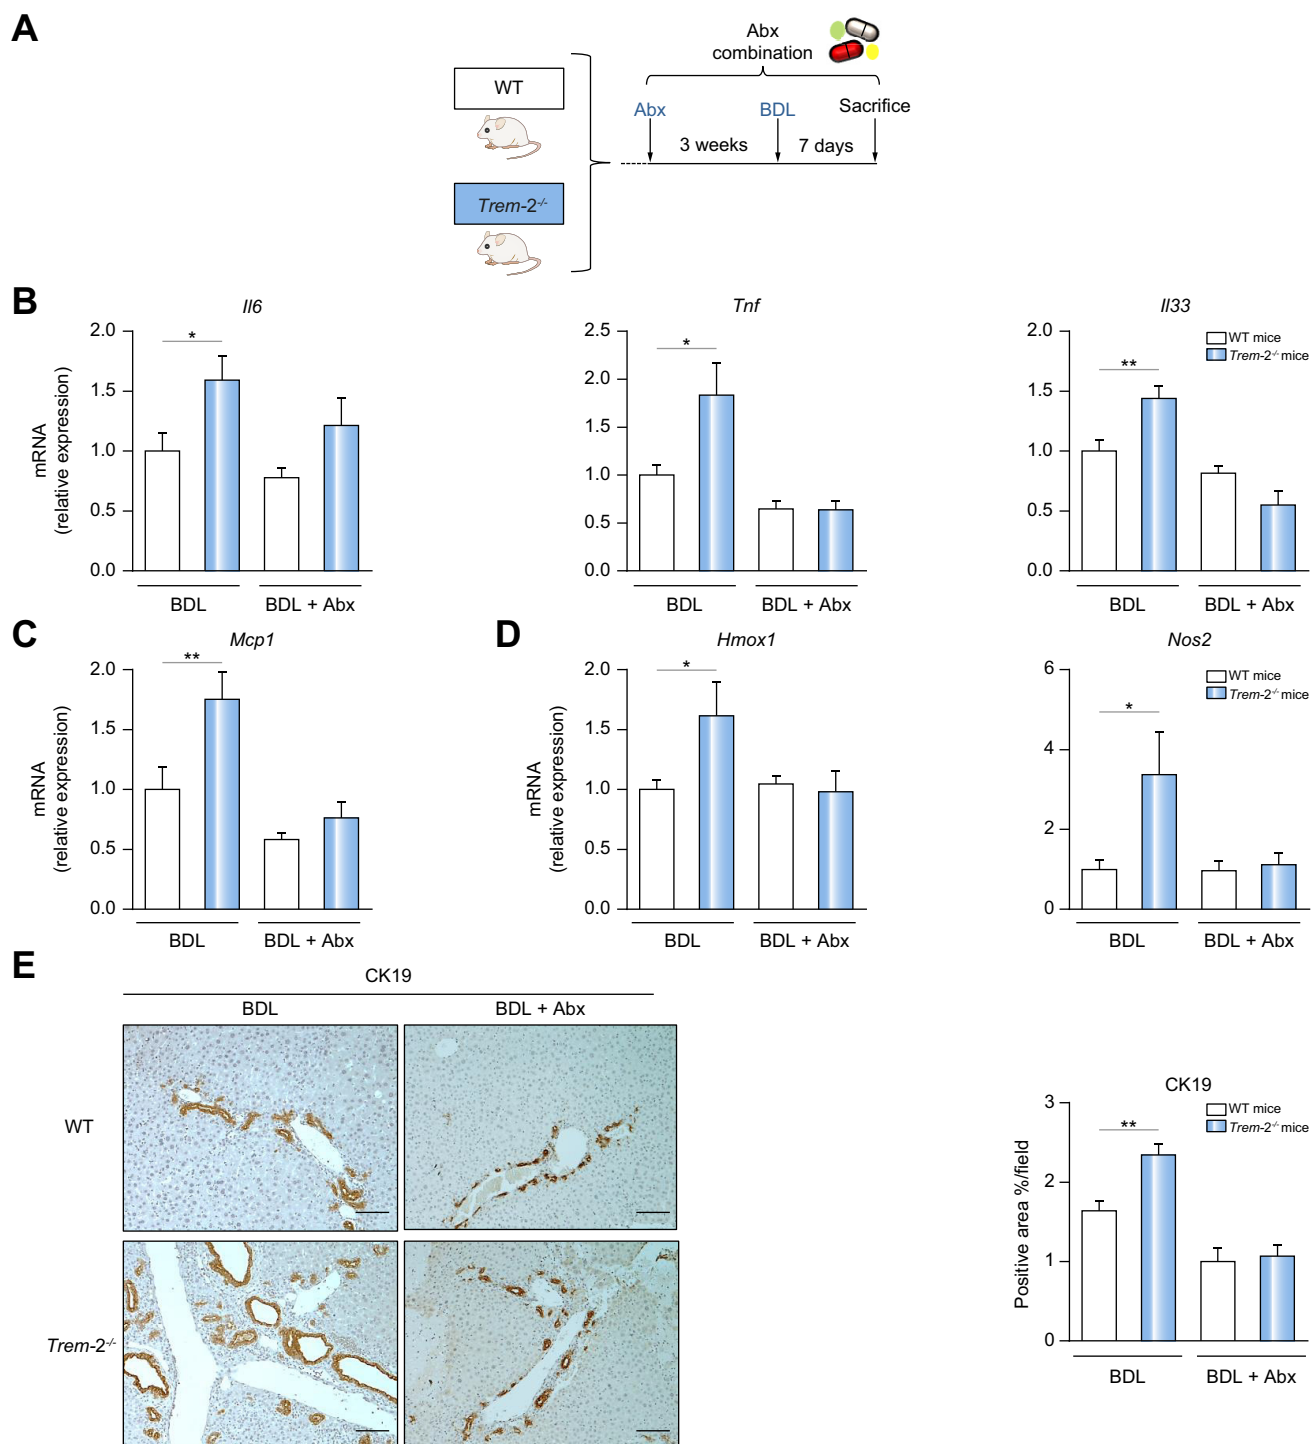 A
Abx
combination
WT
Trem-2-/-
Abx
BDL
Sacrifice
3 weeks
7 days
B
Il6
mRNA
(relative expression)
2.0
1.5
1.0
0.5
0.0
*
BDL
BDL + Abx
Tnf
2.5
2.0
1.5
1.0
0.5
0.0
*
BDL
BDL + Abx
Il33
2.0
1.5
1.0
0.5
0.0
**
WT mice
Trem-2-/- mice
BDL
BDL + Abx
C
Mcp1
mRNA
(relative expression)
2.0
1.5
1.0
0.5
0.0
**
BDL
BDL + Abx
D
Hmox1
mRNA
(relative expression)
2.0
1.5
1.0
0.5
0.0
*
BDL
BDL + Abx
Nos2
6
4
2
0
*
WT mice
Trem-2-/- mice
BDL
BDL + Abx
E
CK19
BDL
BDL + Abx
WT
Trem-2-/-
CK19
Positive area %/field
3
2
1
0
**
WT mice
Trem-2-/- mice
BDL
BDL + Abx